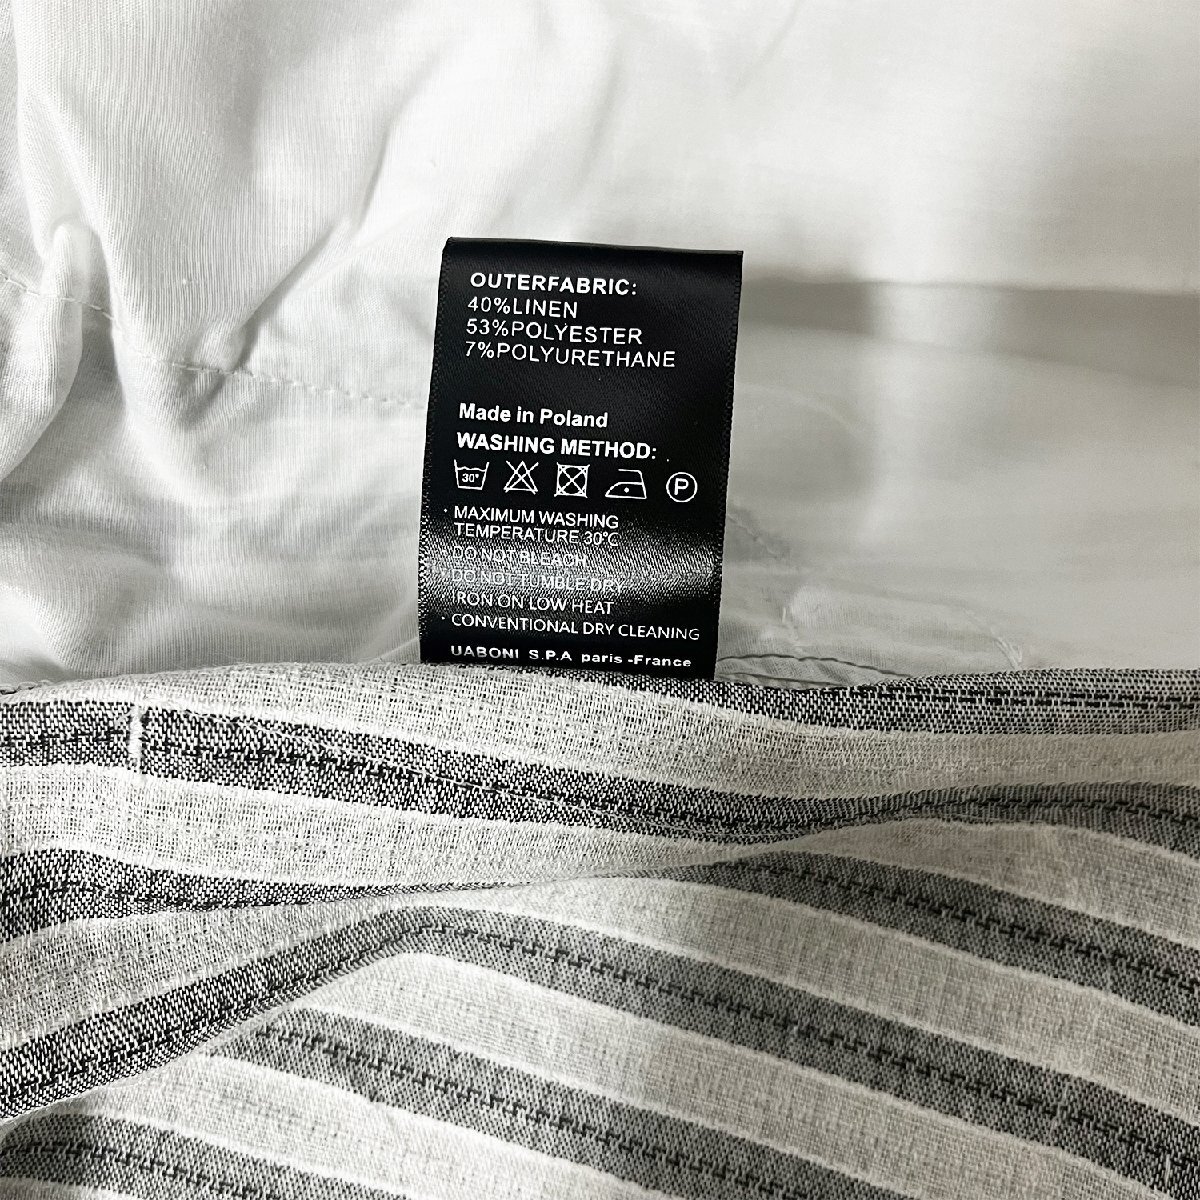 OUTERFABRIC:
40%LINEN
53%POLYESTER
7%POLYURETHANE
Made in Poland
WASHING METHOD:
30° P
· MAXIMUM WASHING
TEMPERATURE 30℃
· DO NOT BLEACH
· DO NOT TUMBLE DRY
IRON ON LOW HEAT
· CONVENTIONAL DRY CLEANING
UABONI S.P.A paris -France